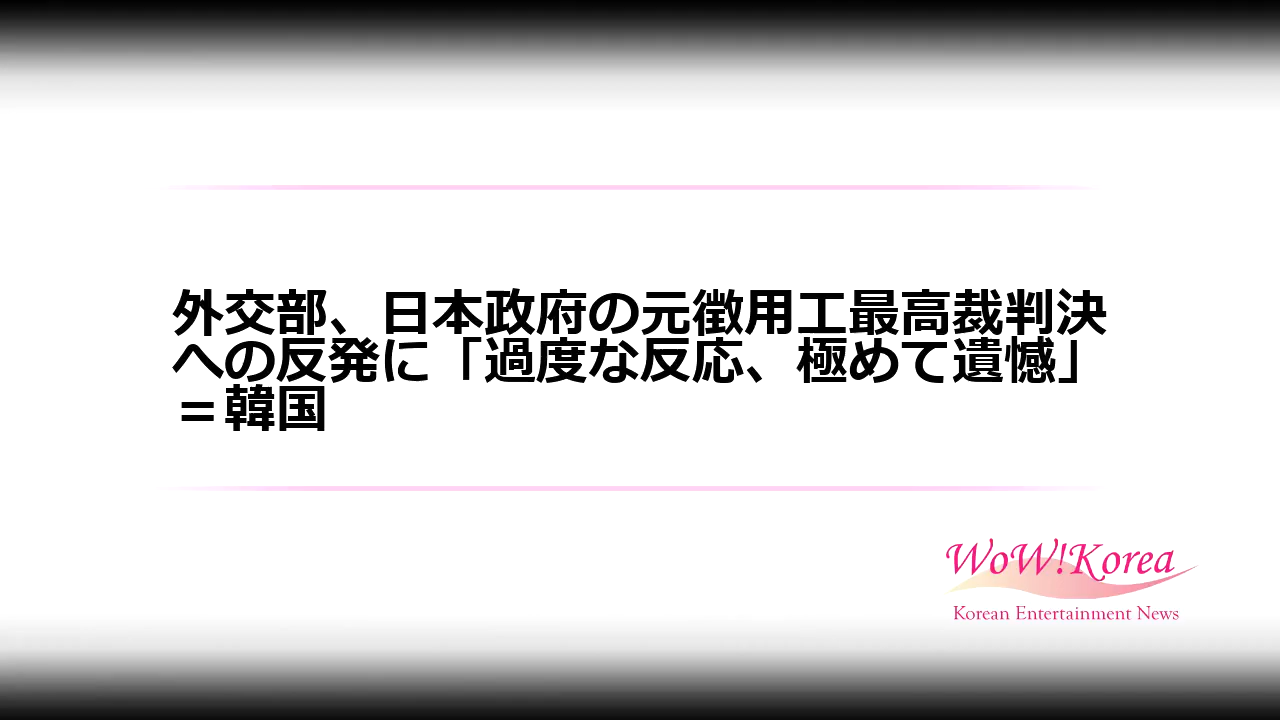 外交部、日本政府の元徴用工最高裁判決
への反発に「過度な反応、極めて遺憾」
＝韓国
WoW!Korea
Korean Entertainment News